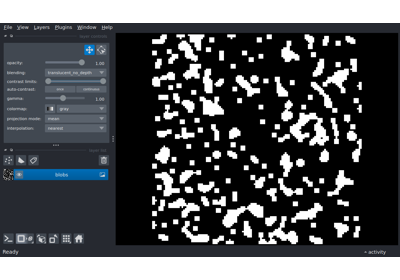 File View Layers Plugins Window Help
opacity: 1.00
blending: translucent_no_depth
contrast limits:
auto-contrast: once continuous
gamma: 1.00
colormap: gray
projection mode: mean
interpolation: nearest
blobs
Ready
activity